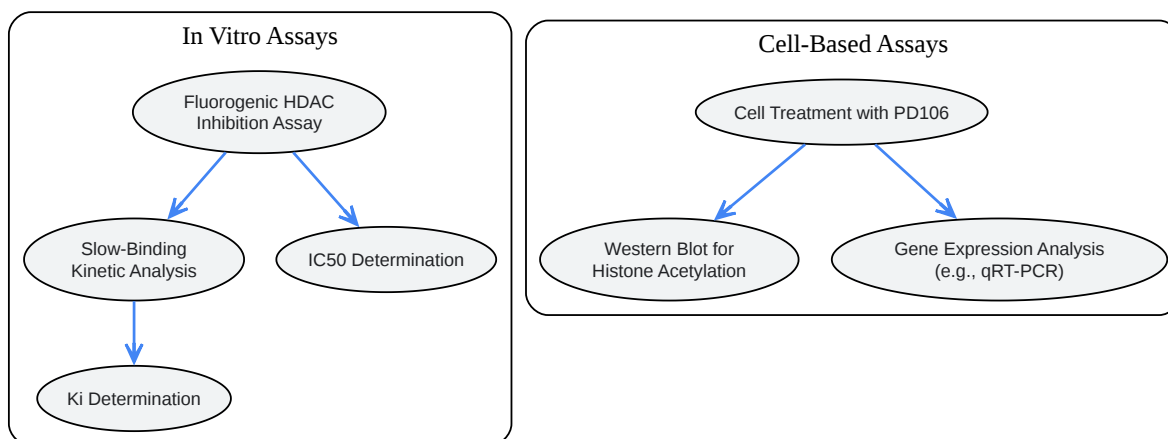 In Vitro Assays
Fluorogenic HDAC
Inhibition Assay
Slow-Binding
Kinetic Analysis
IC50 Determination
Ki Determination
Cell-Based Assays
Cell Treatment with PD106
Western Blot for
Histone Acetylation
Gene Expression Analysis
(e.g., qRT-PCR)